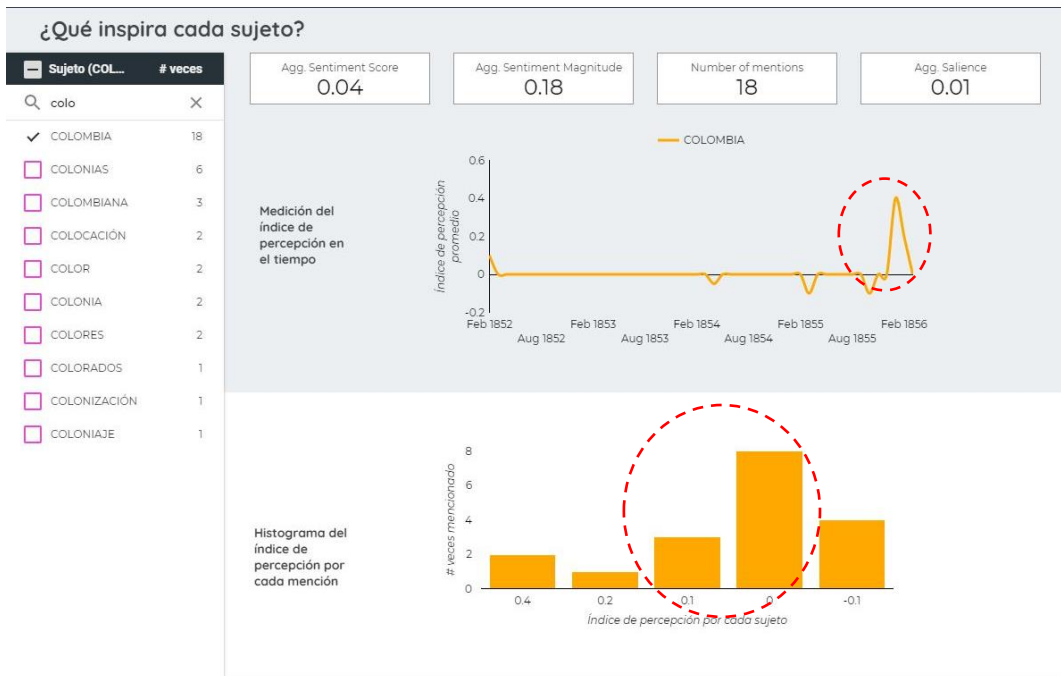 ¿Qué inspira cada sujeto?
Sujeto (COL... # veces
colo
COLOMBIA 18
COLONIAS 6
COLOMBIANA 3
COLOCACIÓN 2
COLOR 2
COLONIA 2
COLORES 2
COLORADOS 1
COLONIZACIÓN 1
COLONIAJE 1
Agg. Sentiment Score
0.04
Agg. Sentiment Magnitude
0.18
Number of mentions
18
Agg. Salience
0.01
Medición del
índice de
percepción en
el tiempo
COLOMBIA
Índice de percepción
promedio
0.6
0.4
0.2
0
-0.2
Feb 1852 Feb 1853 Feb 1854 Feb 1855 Feb 1856
Aug 1852 Aug 1853 Aug 1854 Aug 1855
Histograma del
índice de
percepción por
cada mención
# veces mencionado
8
6
4
2
0
0.4 0.2 0.1 0 -0.1
Índice de percepción por cada sujeto